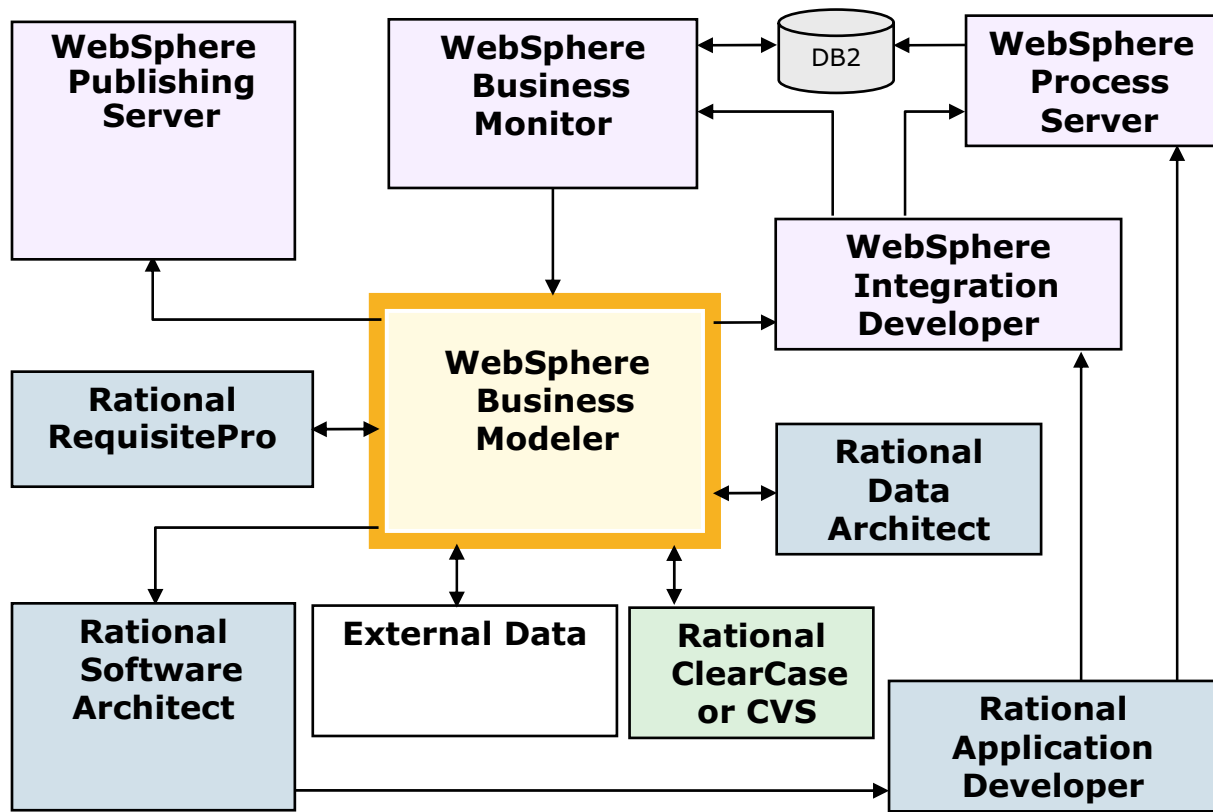 WebSphere
Publishing
Server
WebSphere
Business
Monitor
DB2
WebSphere
Process
Server
WebSphere
Integration
Developer
WebSphere
Business
Modeler
Rational
RequisitePro
Rational
Data
Architect
Rational
Software
Architect
External Data
Rational
ClearCase
or CVS
Rational
Application
Developer